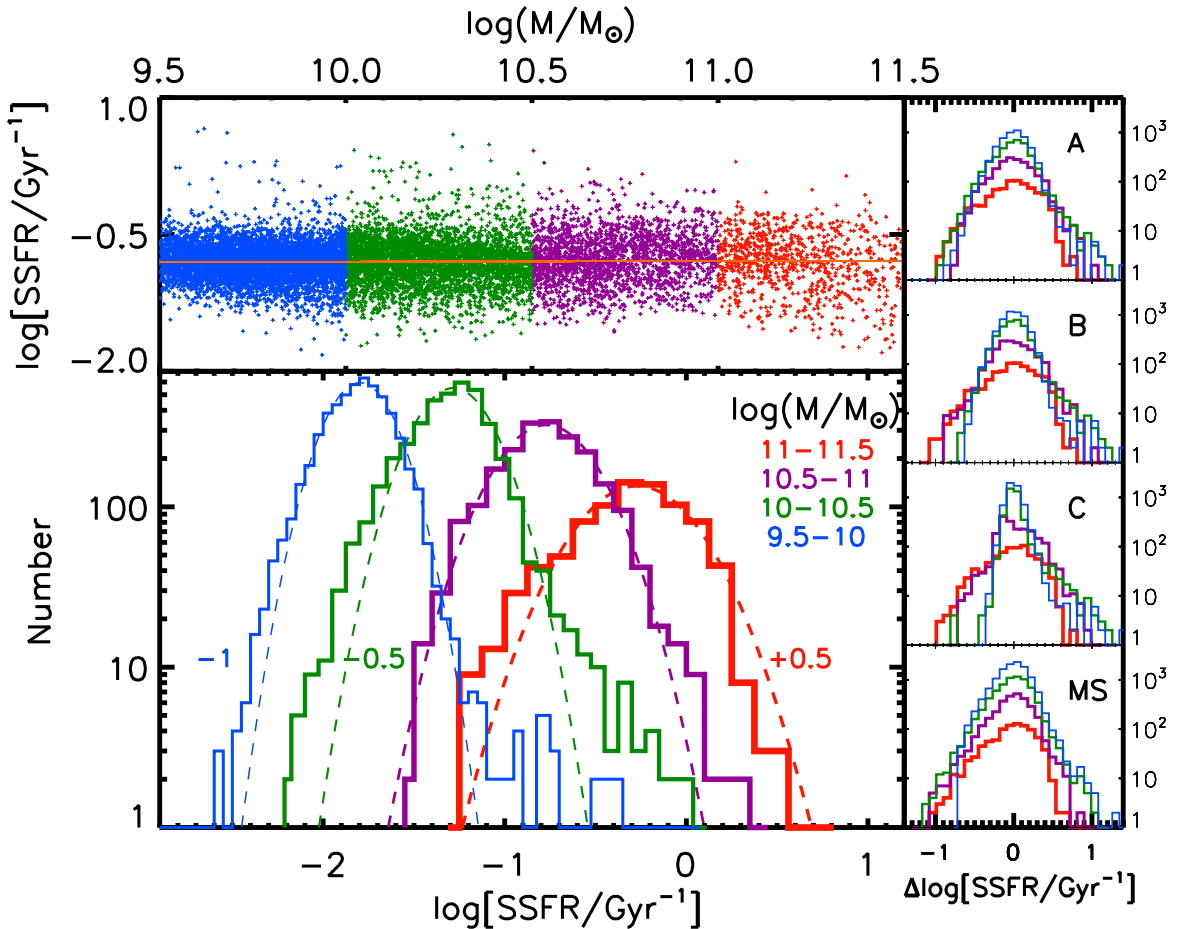 log(M/M⊙)
9.5 10.0 10.5 11.0 11.5
log[SSFR/Gyr⁻¹]
1.0
−0.5
−2.0
A
10³
10²
10
1
B
10³
10²
10
1
C
10³
10²
10
1
MS
10³
10²
10
1
−1 0 1
Δlog[SSFR/Gyr⁻¹]
log(M/M⊙)
11−11.5
10.5−11
10−10.5
9.5−10
Number
100
10
1
−1
−0.5
+0.5
−2 −1 0 1
log[SSFR/Gyr⁻¹]